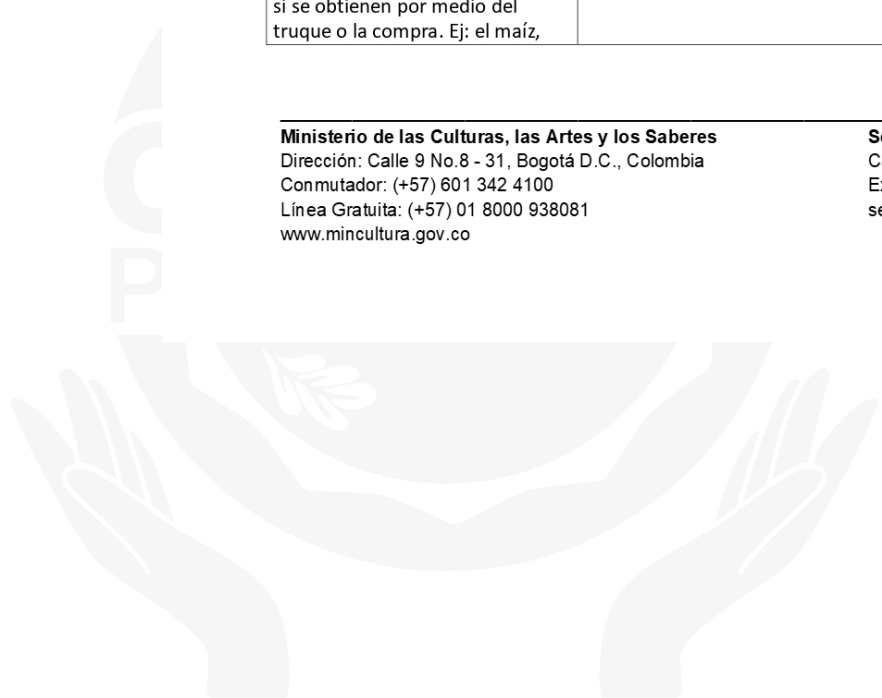 si se obtienen por medio del
truque o la compra. Ej: el maíz,
Ministerio de las Culturas, las Artes y los Saberes
Dirección: Calle 9 No.8 - 31, Bogotá D.C., Colombia
Conmutador: (+57) 601 342 4100
Línea Gratuita: (+57) 01 8000 938081
www.mincultura.gov.co